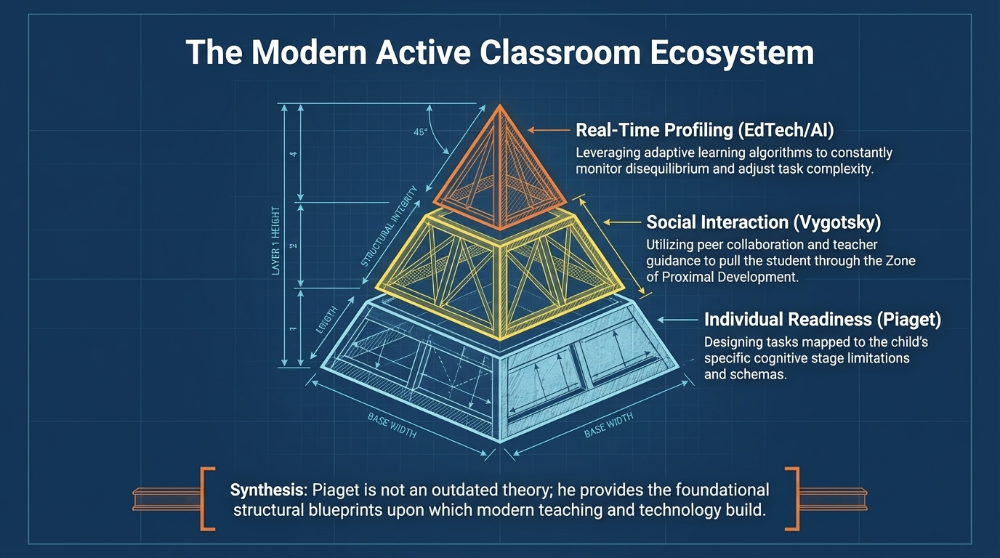 The Modern Active Classroom Ecosystem
45°
4
2
1
LAYER 1 HEIGHT
STRUCTURAL INTEGRITY
BASE WIDTH
BASE WIDTH
Real-Time Profiling (EdTech/AI)
Leveraging adaptive learning algorithms to constantly
monitor disequilibrium and adjust task complexity.
Social Interaction (Vygotsky)
Utilizing peer collaboration and teacher
guidance to pull the student through the Zone
of Proximal Development.
Individual Readiness (Piaget)
Designing tasks mapped to the child's
specific cognitive stage limitations
and schemas.
Synthesis: Piaget is not an outdated theory; he provides the foundational
structural blueprints upon which modern teaching and technology build.